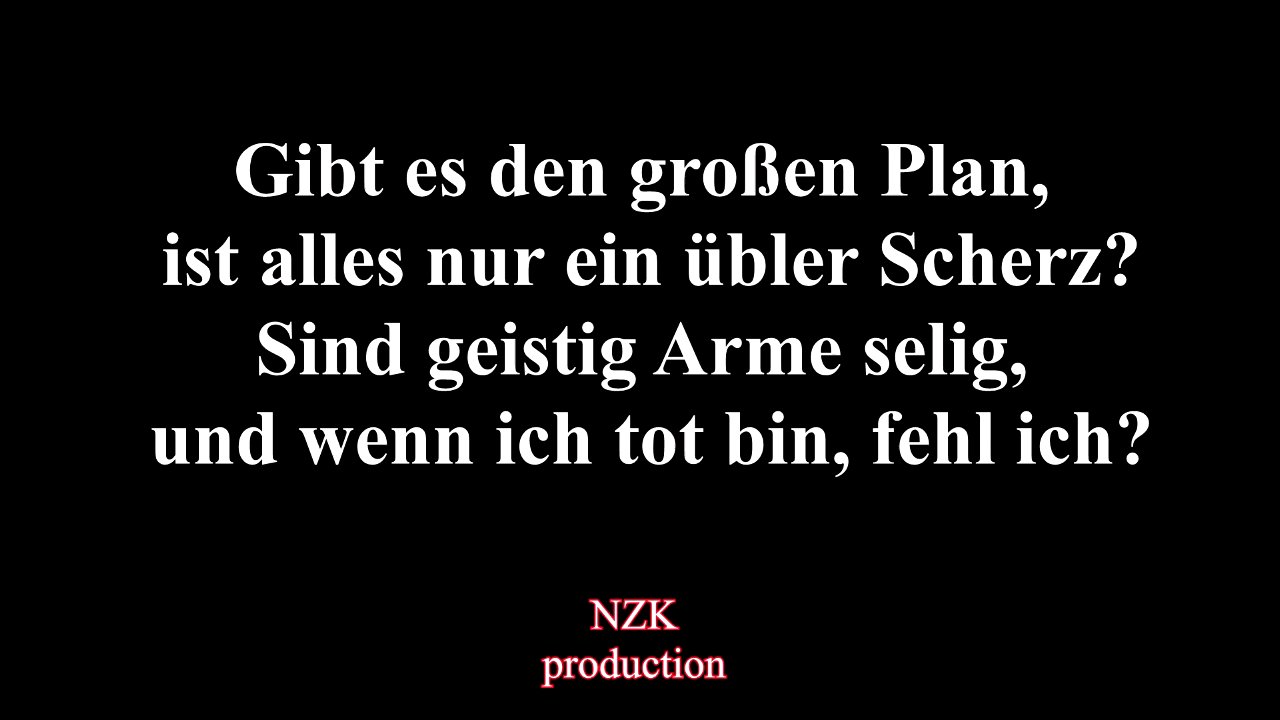 Gibt es den großen Plan,
ist alles nur ein übler Scherz?
Sind geistig Arme selig,
und wenn ich tot bin, fehl ich?
NZK
production